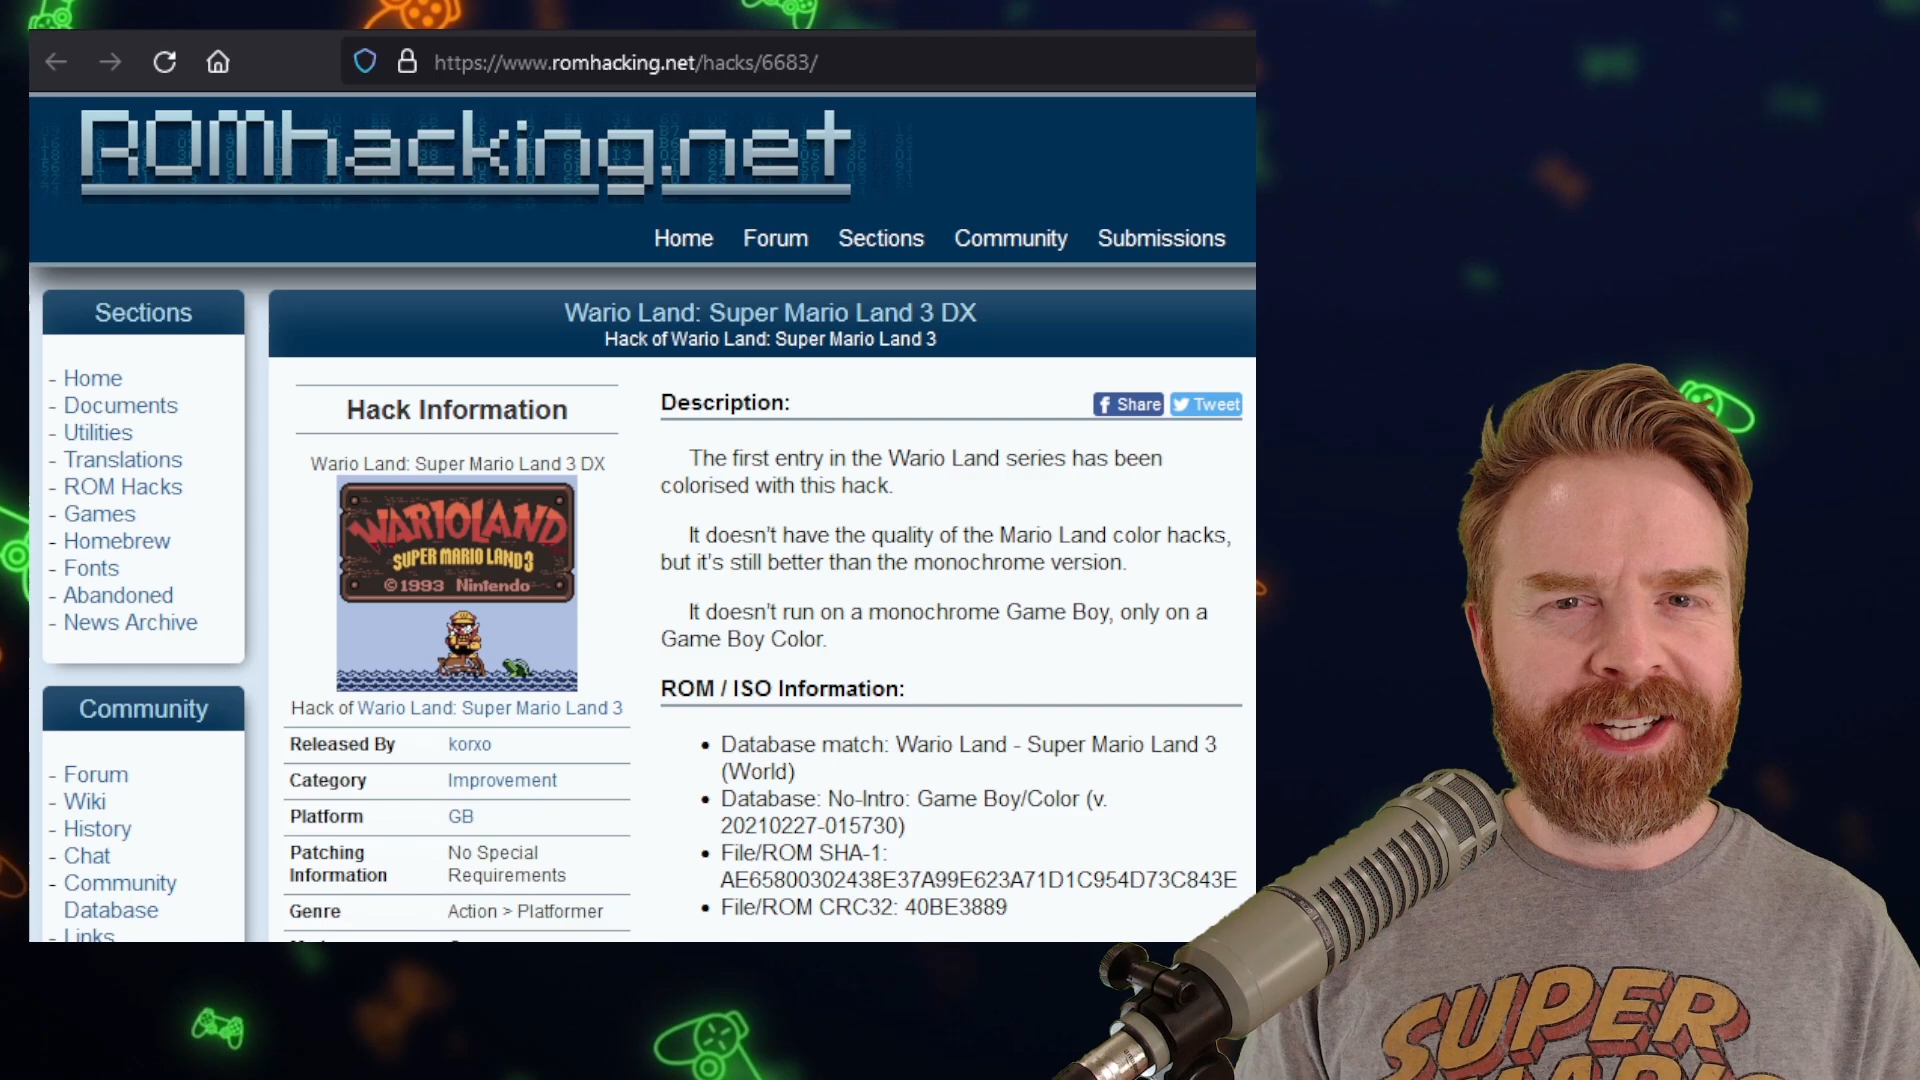 https://www.romhacking.net/hacks/6683/
ROMhacking.net
Home Forum Sections Community Submissions
Sections
- Home
- Documents
- Utilities
- Translations
- ROM Hacks
- Games
- Homebrew
- Fonts
- Abandoned
- News Archive
Community
- Forum
- Wiki
- History
- Chat
- Community
Database
- Links
Wario Land: Super Mario Land 3 DX
Hack of Wario Land: Super Mario Land 3
Hack Information
Wario Land: Super Mario Land 3 DX
WARIOLAND
SUPER MARIO LAND 3
©1993 Nintendo
Hack of Wario Land: Super Mario Land 3
Released By korxo
Category Improvement
Platform GB
Patching No Special
Information Requirements
Genre Action > Platformer
Description:
Share Tweet
The first entry in the Wario Land series has been
colorised with this hack.
It doesn't have the quality of the Mario Land color hacks,
but it's still better than the monochrome version.
It doesn't run on a monochrome Game Boy, only on a
Game Boy Color.
ROM / ISO Information:
• Database match: Wario Land - Super Mario Land 3
(World)
• Database: No-Intro: Game Boy/Color (v.
20210227-015730)
• File/ROM SHA-1:
AE65800302438E37A99E623A71D1C954D73C843E
• File/ROM CRC32: 40BE3889
SUPER
MARIO